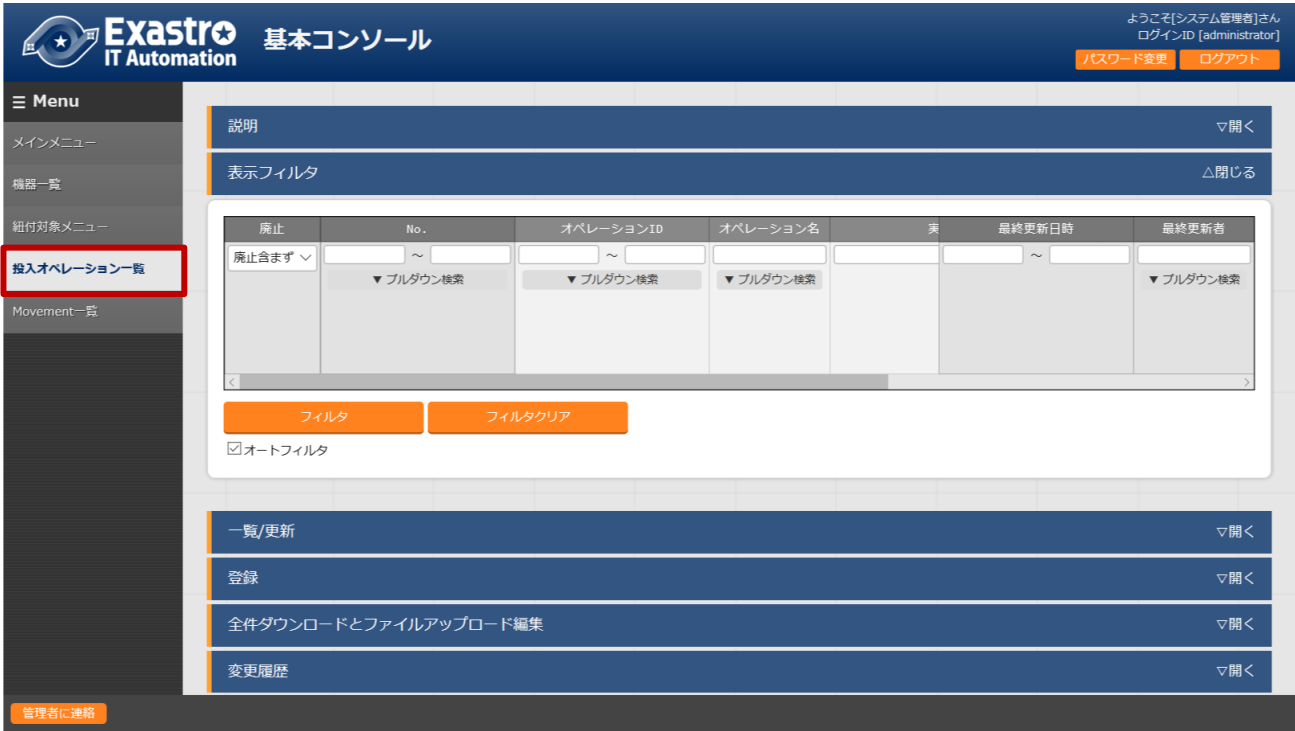 Exastro
IT Automation
基本コンソール
ようこそ[システム管理者]さん
ログインID [administrator]
パスワード変更
ログアウト
Menu
メインメニュー
機器一覧
紐付対象メニュー
投入オペレーション一覧
Movement一覧
説明
▽開く
表示フィルタ
△閉じる
廃止
No.
オペレーションID
オペレーション名
実
最終更新日時
最終更新者
廃止含まず
～
～
～
▼ プルダウン検索
▼ プルダウン検索
▼ プルダウン検索
▼ プルダウン検索
フィルタ
フィルタクリア
オートフィルタ
一覧/更新
▽開く
登録
▽開く
全件ダウンロードとファイルアップロード編集
▽開く
変更履歴
▽開く
管理者に連絡